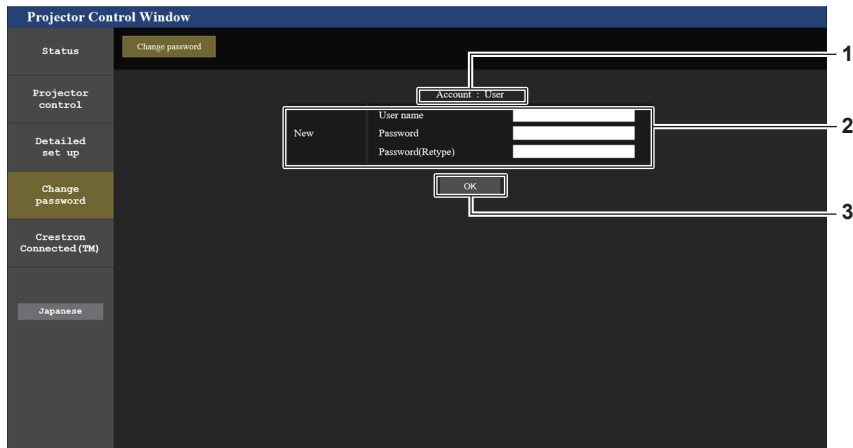 Projector Control Window
Status
Change password
1
Projector
control
Account : User
User name
2
New
Password
Detailed
set up
Password(Retype)
Change
password
OK
3
Crestron
Connected(TM)
Japanese